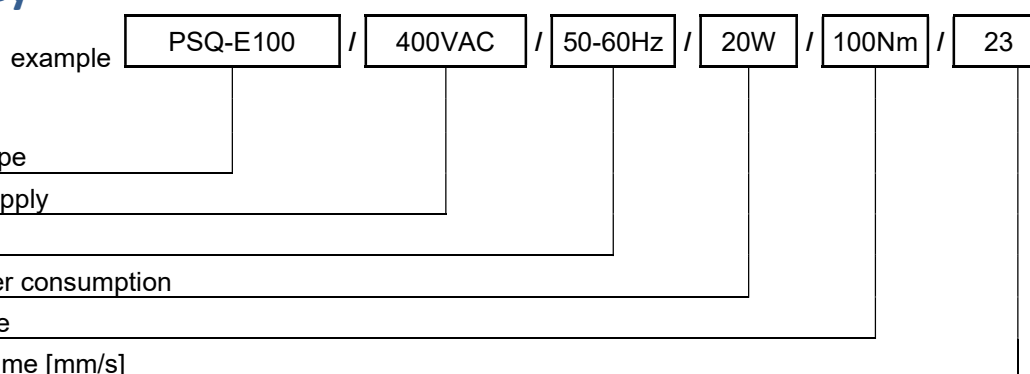 example PSQ-E100 / 400VAC / 50-60Hz / 20W / 100Nm / 23
pe
pply
er consumption
e
me [mm/s]